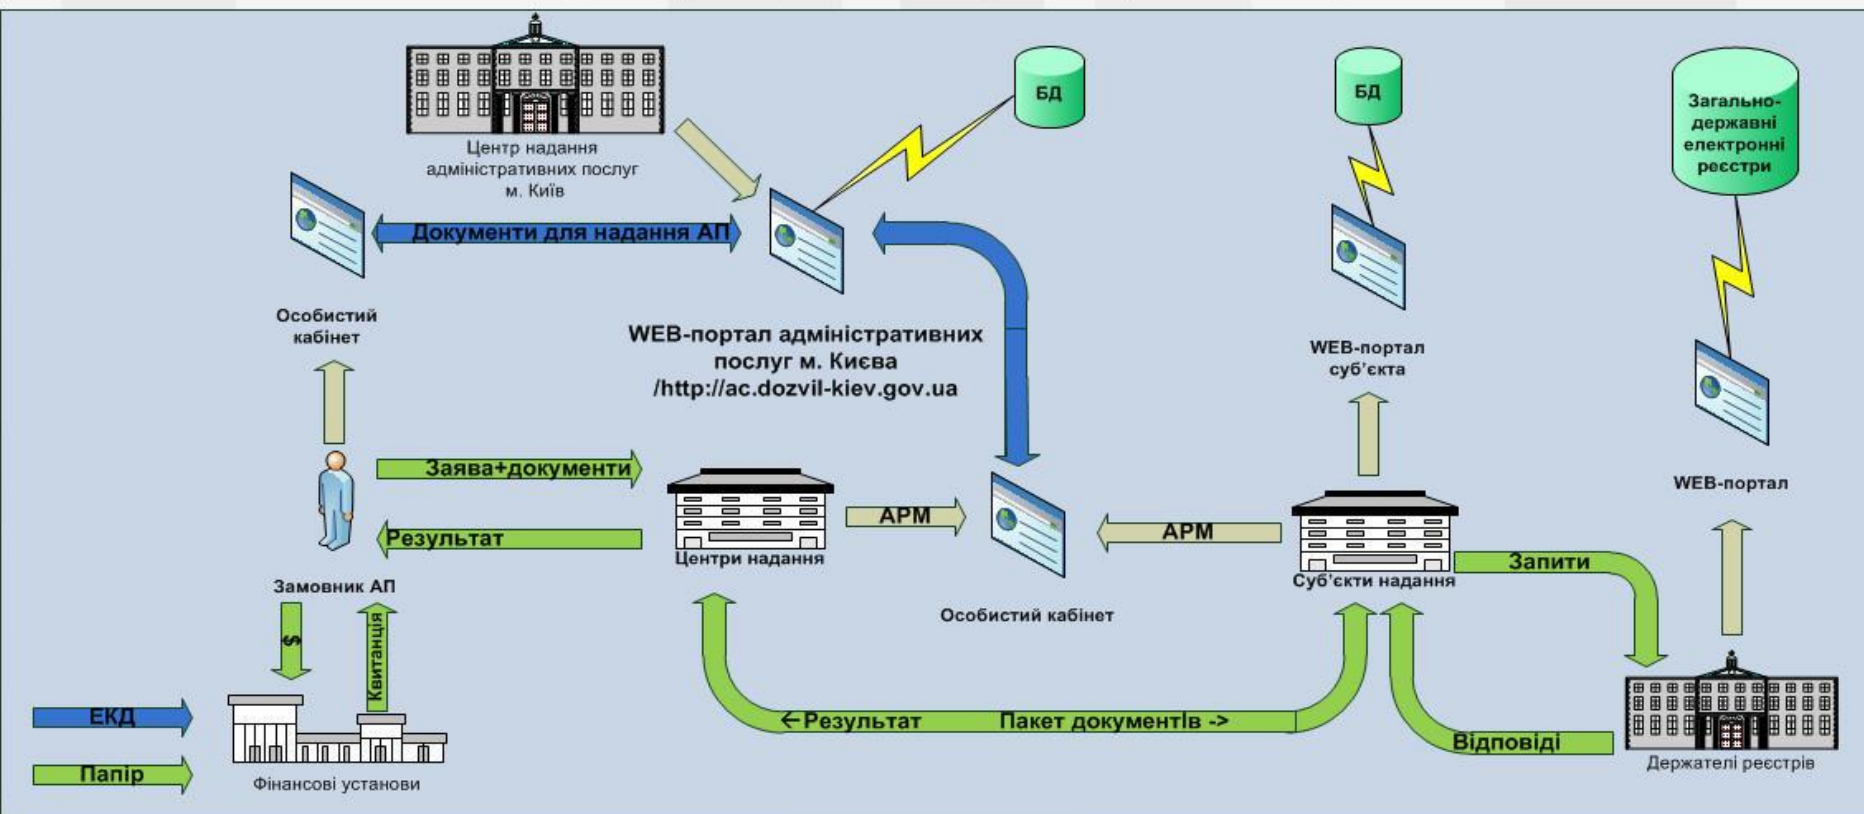 Центр надання
адміністративних послуг
м. Київ
БД
БД
Загально-
державні
електронні
реєстри
Документи для надання АП
Особистий
кабінет
WEB-портал адміністративних
послуг м. Києва
/http://ac.dozvil-kiev.gov.ua
WEB-портал
суб'єкта
WEB-портал
Заява+документи
Результат
Центри надання
АРМ
АРМ
Особистий кабінет
Суб'єкти надання
Запити
Замовник АП
$
Квитанція
←Результат Пакет документІв ->
Відповіді
Держателі реєстрів
ЕКД
Папір
Фінансові установи